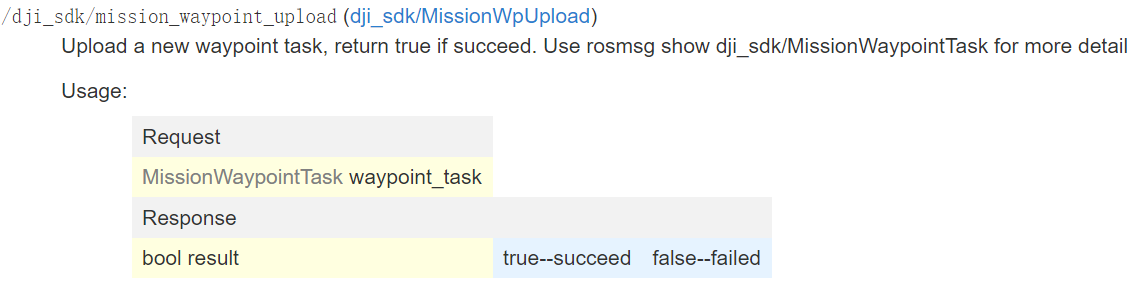 /dji_sdk/mission_waypoint_upload (dji_sdk/MissionWpUpload)
Upload a new waypoint task, return true if succeed. Use rosmsg show dji_sdk/MissionWaypointTask for more detail
Usage:
Request
MissionWaypointTask waypoint_task
Response
bool result true--succeed false--failed